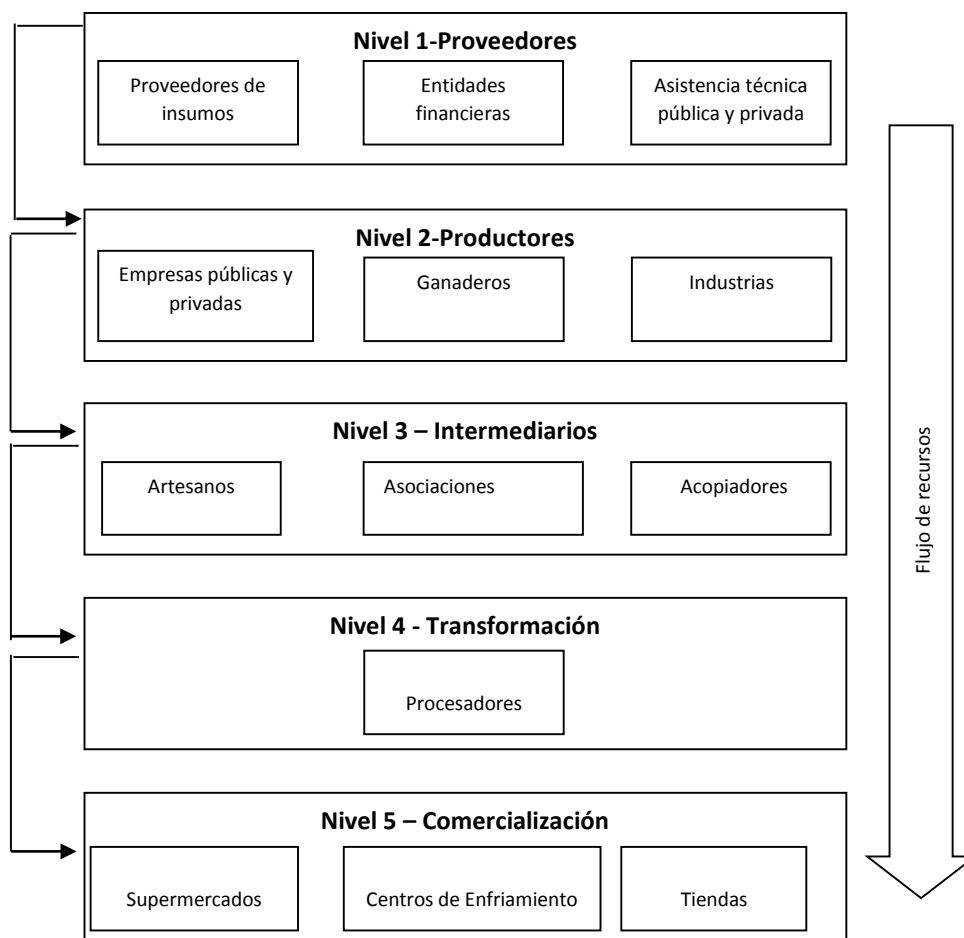 Nivel 1-Proveedores
Proveedores de
insumos
Entidades
financieras
Asistencia técnica
pública y privada
Nivel 2-Productores
Empresas públicas y
privadas
Ganaderos
Industrias
Nivel 3 – Intermediarios
Artesanos
Asociaciones
Acopiadores
Nivel 4 - Transformación
Procesadores
Nivel 5 – Comercialización
Supermercados
Centros de Enfriamiento
Tiendas
Flujo de recursos